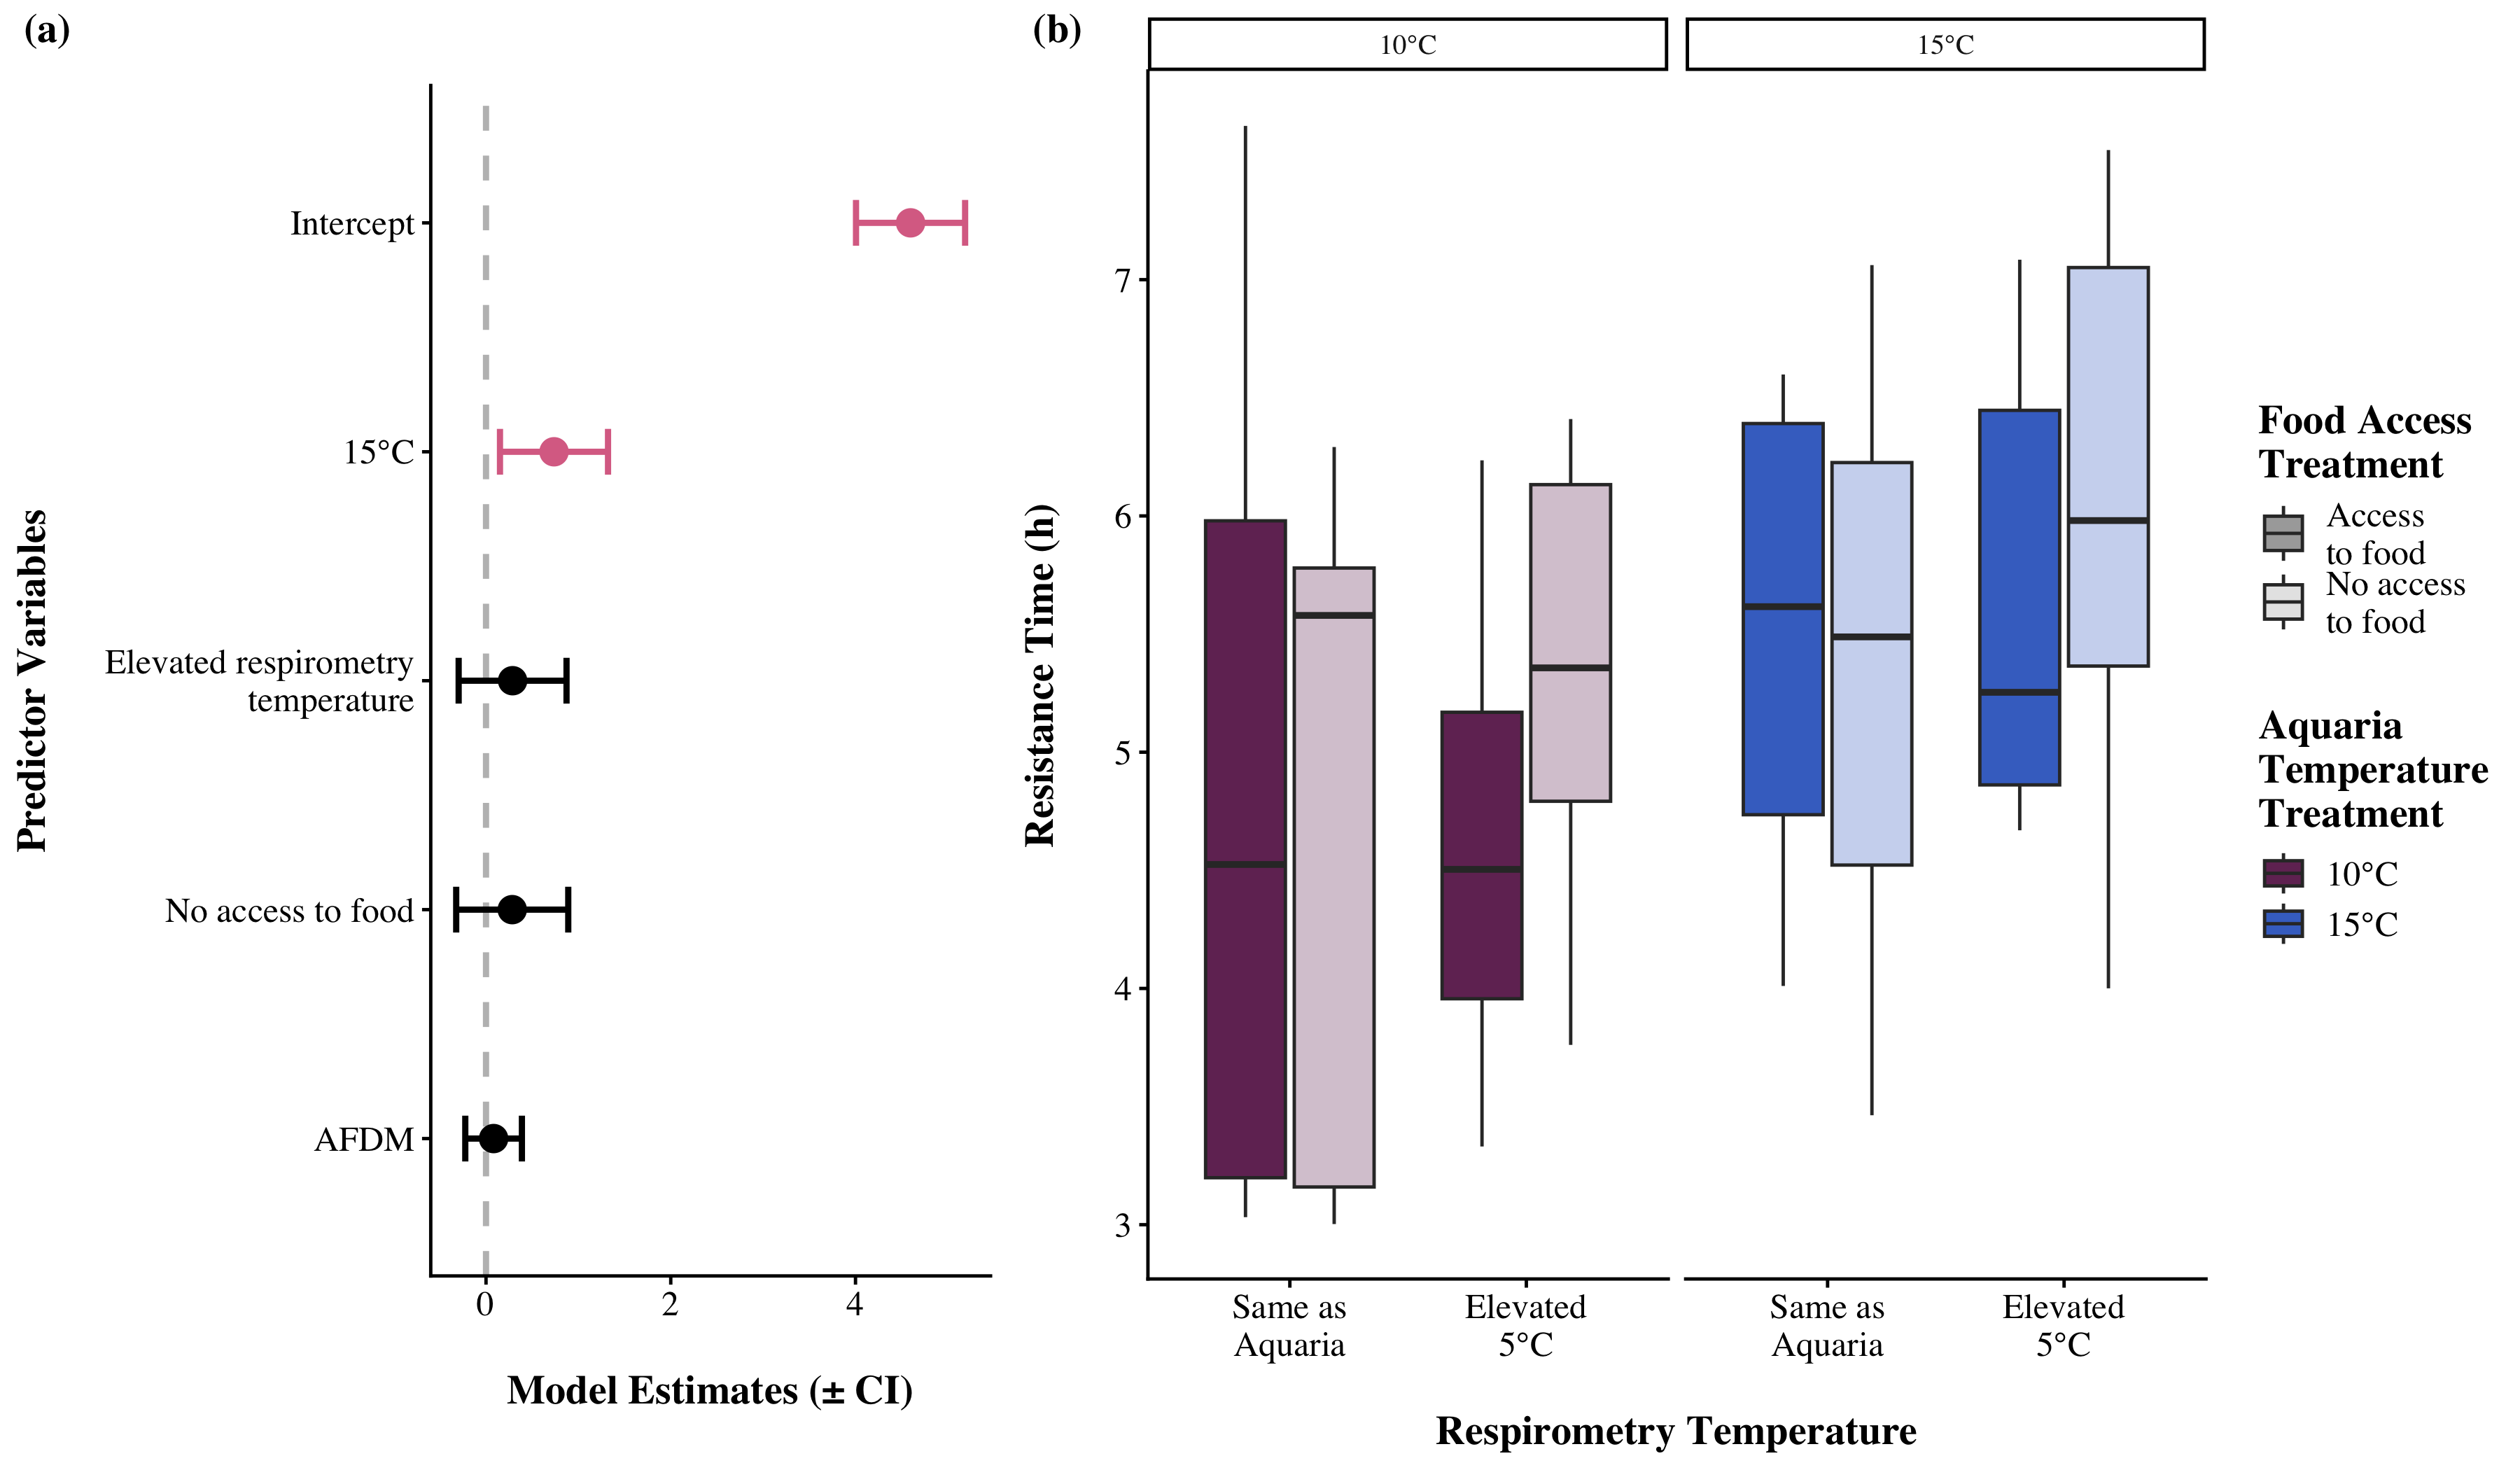 (a)
Predictor Variables
Intercept
15°C
Elevated respirometry
temperature
No access to food
AFDM
0
2
4
Model Estimates (± CI)
(b)
10°C
15°C
Resistance Time (h)
7
6
5
4
3
Same as
Aquaria
Elevated
5°C
Same as
Aquaria
Elevated
5°C
Respirometry Temperature
Food Access
Treatment
Access
to food
No access
to food
Aquaria
Temperature
Treatment
10°C
15°C